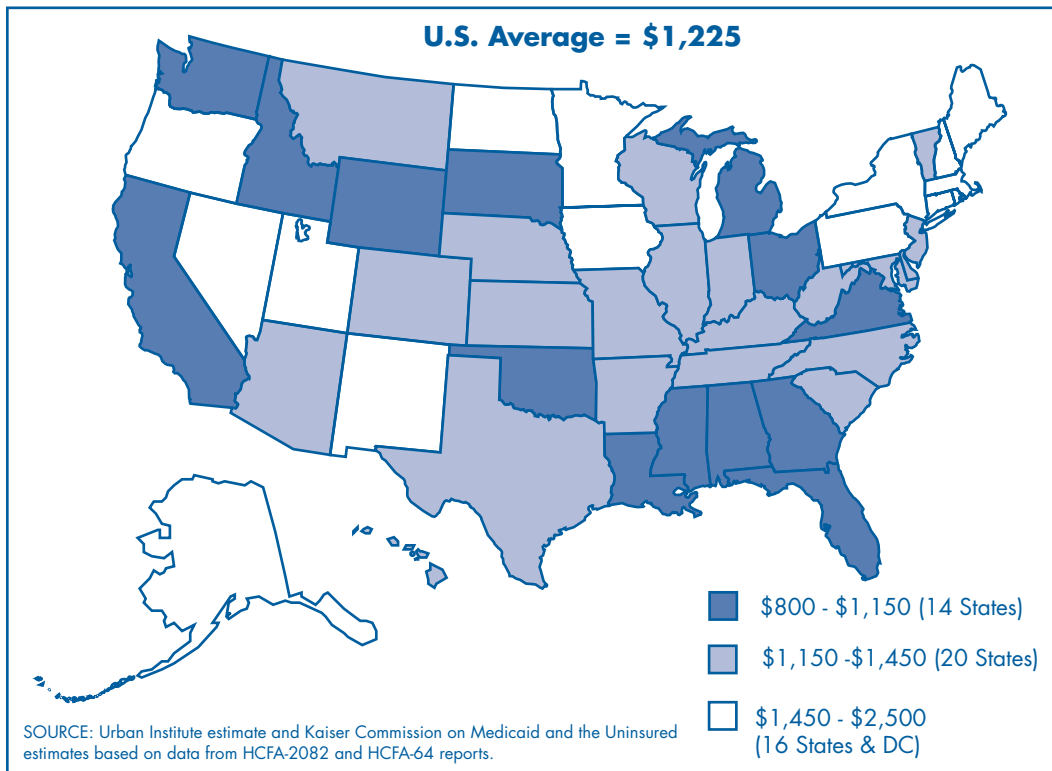 U.S. Average = $1,225
$800 - $1,150 (14 States)
$1,150 -$1,450 (20 States)
$1,450 - $2,500
(16 States & DC)
SOURCE: Urban Institute estimate and Kaiser Commission on Medicaid and the Uninsured
estimates based on data from HCFA-2082 and HCFA-64 reports.